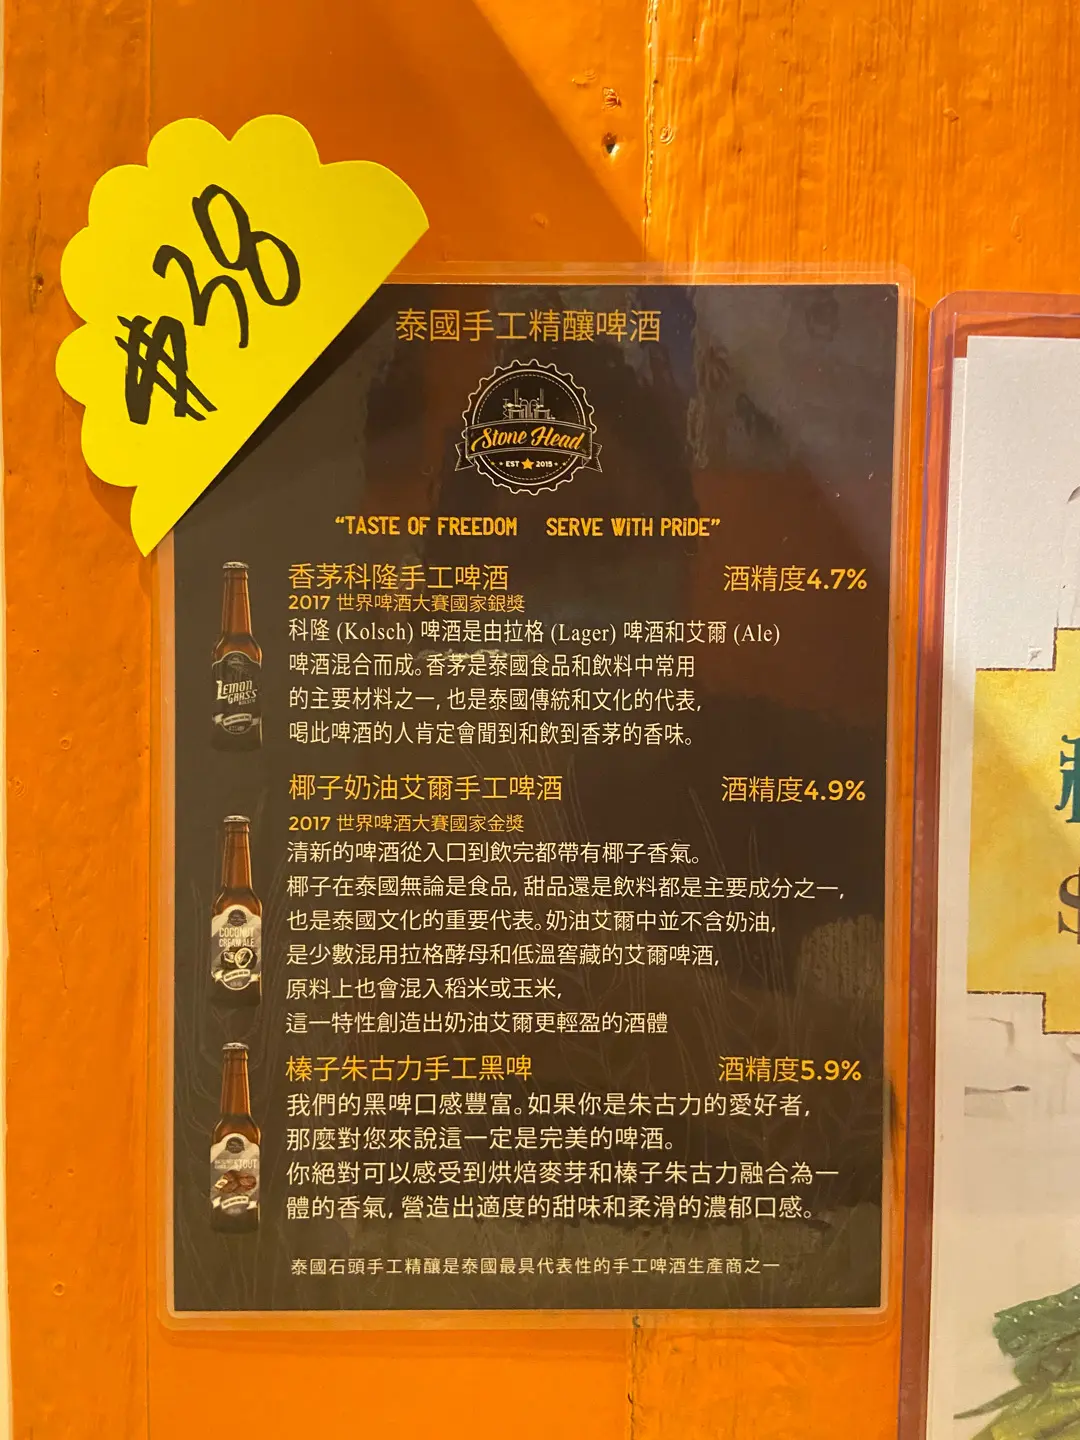 $38
泰國手工精釀啤酒
Stone Head
EST ★ 2015
“TASTE OF FREEDOM SERVE WITH PRIDE”
香茅科隆手工啤酒 酒精度4.7%
2017 世界啤酒大賽國家銀獎
科隆 (Kolsch) 啤酒是由拉格 (Lager) 啤酒和艾爾 (Ale)
啤酒混合而成。香茅是泰國食品和飲料中常用
的主要材料之一, 也是泰國傳統和文化的代表,
喝此啤酒的人肯定會聞到和飲到香茅的香味。
LEMON
GRASS
椰子奶油艾爾手工啤酒 酒精度4.9%
2017 世界啤酒大賽國家金獎
清新的啤酒從入口到飲完都帶有椰子香氣。
椰子在泰國無論是食品, 甜品還是飲料都是主要成分之一,
也是泰國文化的重要代表。奶油艾爾中並不含奶油,
是少數混用拉格酵母和低溫窖藏的艾爾啤酒,
原料上也會混入稻米或玉米,
這一特性創造出奶油艾爾更輕盈的酒體
COCONUT
CREAM ALE
榛子朱古力手工黑啤 酒精度5.9%
我們的黑啤口感豐富。如果你是朱古力的愛好者,
那麼對您來說這一定是完美的啤酒。
你絕對可以感受到烘焙麥芽和榛子朱古力融合為一
體的香氣, 營造出適度的甜味和柔滑的濃郁口感。
STOUT
泰國石頭手工精釀是泰國最具代表性的手工啤酒生產商之一